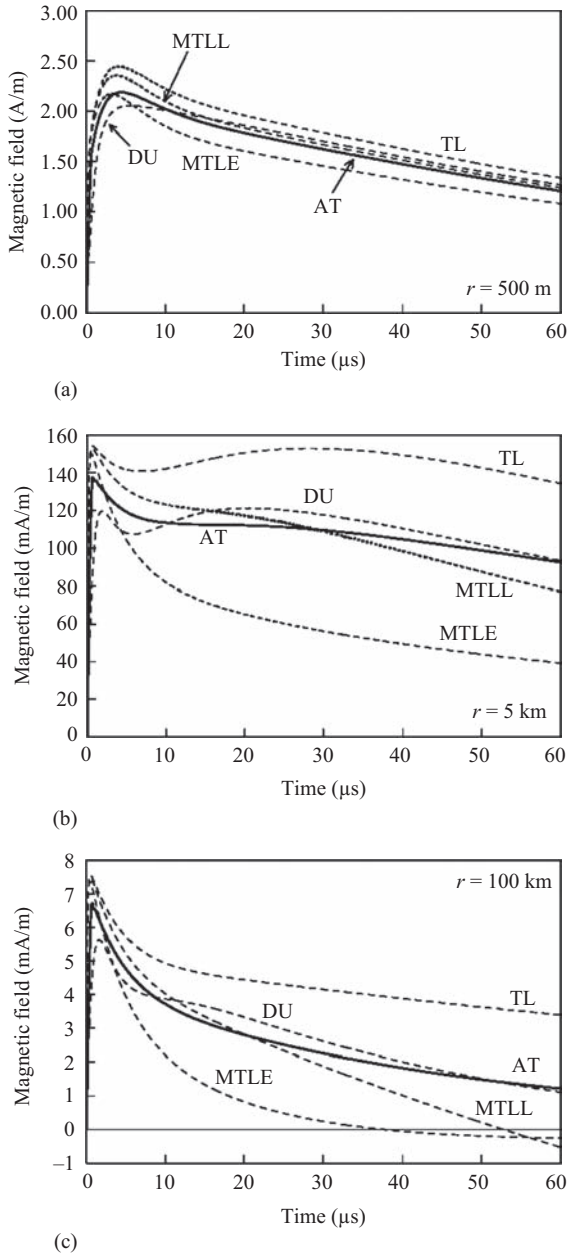 3.00
2.50
2.00
1.50
1.00
0.50
0.00
Magnetic field (A/m)
MTLL
DU
MTLE
TL
AT
r = 500 m
0 10 20 30 40 50 60
Time (µs)
(a)
160
140
120
100
80
60
40
20
0
Magnetic field (mA/m)
TL
DU
AT
MTLL
MTLE
r = 5 km
0 10 20 30 40 50 60
Time (µs)
(b)
8
7
6
5
4
3
2
1
0
–1
Magnetic field (mA/m)
r = 100 km
TL
DU
AT
MTLE
MTLL
0 10 20 30 40 50 60
Time (µs)
(c)